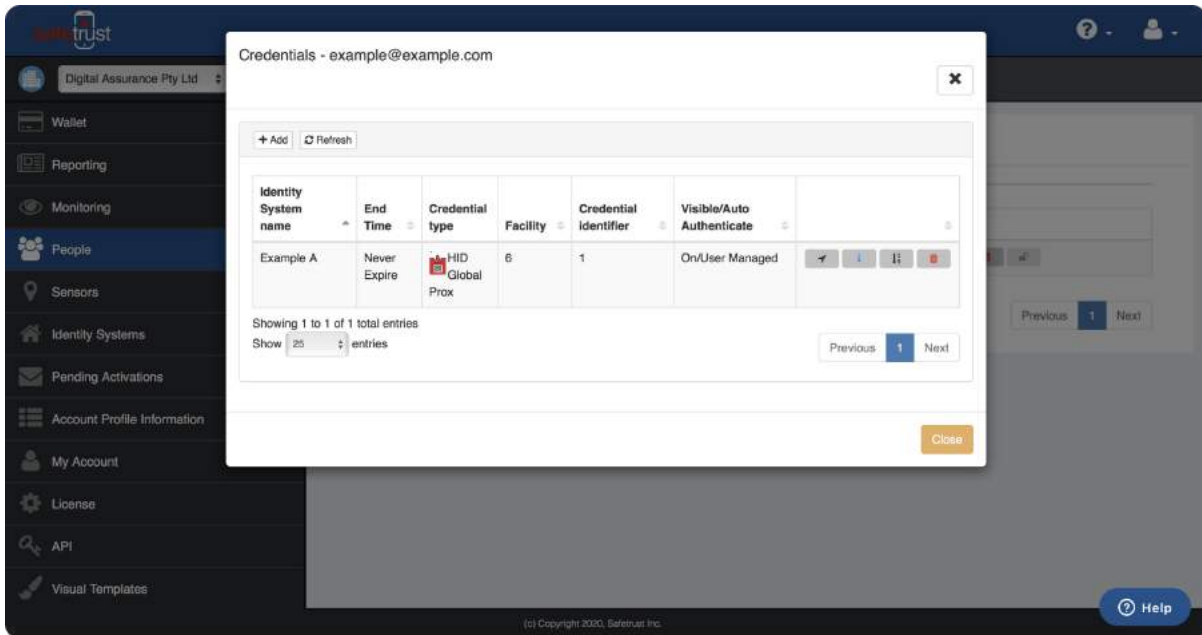 safetrust
Digital Assurance Pty Ltd
Wallet
Reporting
Monitoring
People
Sensors
Identity Systems
Pending Activations
Account Profile Information
My Account
License
API
Visual Templates
Credentials - example@example.com
Add
Refresh
Identity System name
End Time
Credential type
Facility
Credential identifier
Visible/Auto Authenticate
Example A
Never Expire
HID Global Prox
6
1
On/User Managed
Showing 1 to 1 of 1 total entries
Show 25 entries
Previous 1 Next
Close
Previous 1 Next
Help
(c) Copyright 2020, Safetrust Inc.